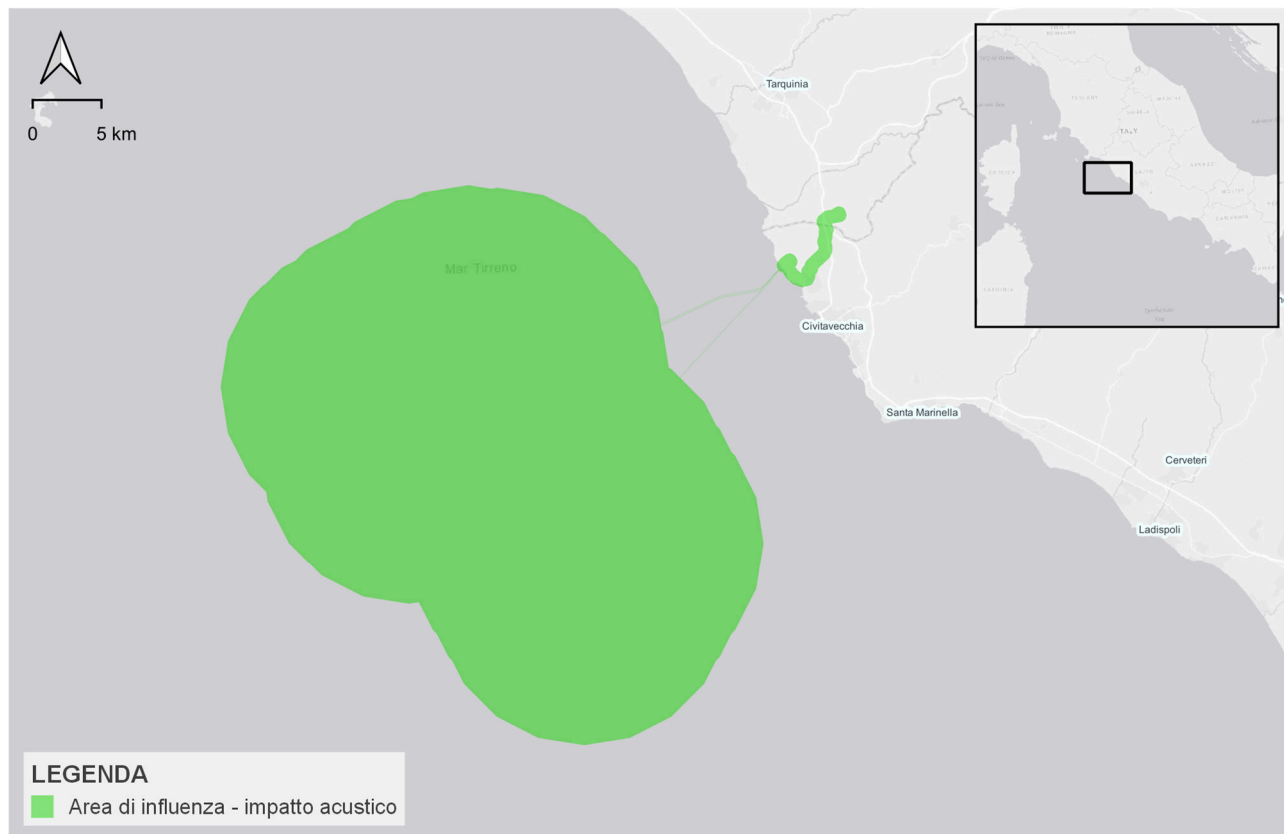 Tarquinia
0 5 km
ITALY
Mar Tirreno
Civitavecchia
Santa Marinella
Cerveteri
Ladispoli
LEGENDA
Area di influenza - impatto acustico